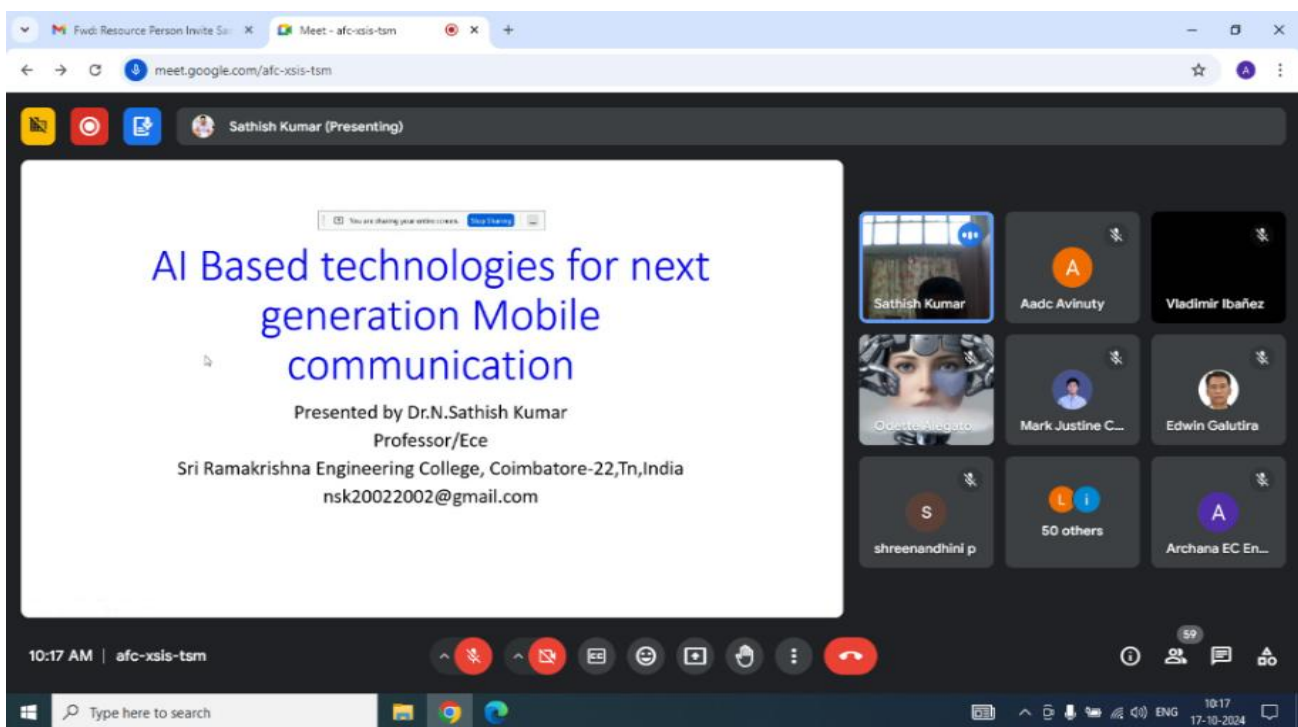 Fwd: Resource Person Invite Sa
Meet - afc-xsis-tsm
meet.google.com/afc-xsis-tsm
A
Sathish Kumar (Presenting)
You are sharing your entire screen.
Stop Sharing
AI Based technologies for next
generation Mobile
communication
Presented by Dr.N.Sathish Kumar
Professor/Ece
Sri Ramakrishna Engineering College, Coimbatore-22,Tn,India
nsk20022002@gmail.com
Sathish Kumar
A
Aadc Avinuty
Vladimir Ibañez
Odette Alegato
Mark Justine C...
Edwin Galutira
S
shreenandhini p
L i
50 others
A
Archana EC En...
10:17 AM | afc-xsis-tsm
CC
59
Type here to search
ENG
10:17
17-10-2024